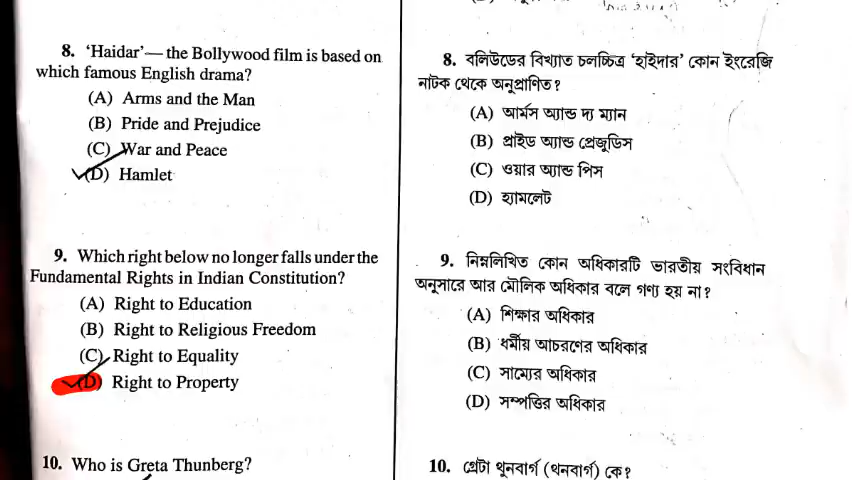 8. 'Haidar'— the Bollywood film is based on
which famous English drama?
(A) Arms and the Man
(B) Pride and Prejudice
(C) War and Peace
(D) Hamlet
9. Which right below no longer falls under the
Fundamental Rights in Indian Constitution?
(A) Right to Education
(B) Right to Religious Freedom
(C) Right to Equality
(D) Right to Property
10. Who is Greta Thunberg?
8. বলিউডের বিখ্যাত চলচ্চিত্র 'হাইদার' কোন ইংরেজি
নাটক থেকে অনুপ্রাণিত?
(A) আর্মস অ্যান্ড দ্য ম্যান
(B) প্রাইড অ্যান্ড প্রেজুডিস
(C) ওয়ার অ্যান্ড পিস
(D) হ্যামলেট
9. নিম্নলিখিত কোন অধিকারটি ভারতীয় সংবিধান
অনুসারে আর মৌলিক অধিকার বলে গণ্য হয় না?
(A) শিক্ষার অধিকার
(B) ধর্মীয় আচরণের অধিকার
(C) সাম্যের অধিকার
(D) সম্পত্তির অধিকার
10. গ্রেটা থুনবার্গ (থনবার্গ) কে?